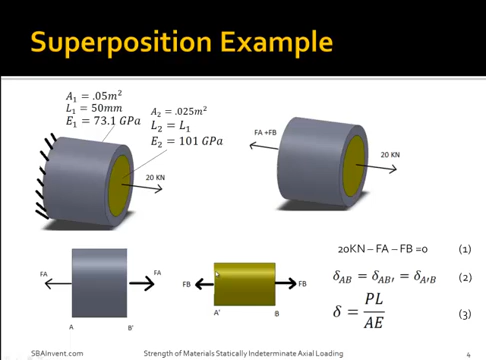 Superposition Example
A₁ = .05m²
L₁ = 50mm
E₁ = 73.1 GPa
A₂ = .025m²
L₂ = L₁
E₂ = 101 GPa
20 KN
FA +FB
20 KN
20KN – FA – FB =0 (1)
δ_AB = δ_AB' = δ_A'B (2)
δ = PL/AE (3)
FA
FA
A
B'
FB
FB
A'
B
SBAInvent.com
Strength of Materials Statically Indeterminate Axial Loading
4